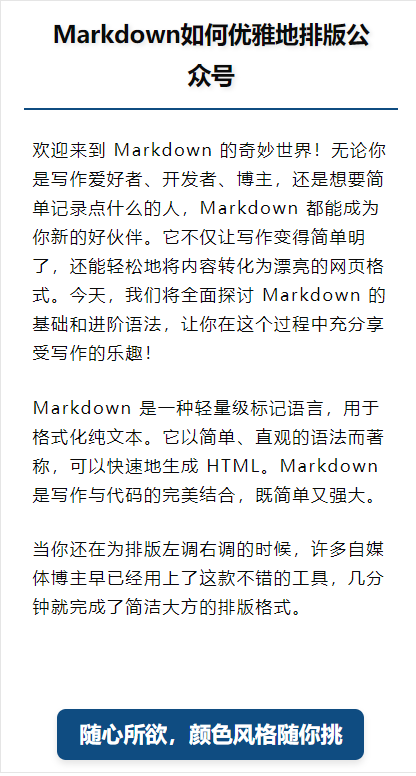 Markdown如何优雅地排版公
众号
欢迎来到 Markdown 的奇妙世界！无论你
是写作爱好者、开发者、博主，还是想要简
单记录点什么的人，Markdown 都能成为
你新的好伙伴。它不仅让写作变得简单明
了，还能轻松地将内容转化为漂亮的网页格
式。今天，我们将全面探讨 Markdown 的
基础和进阶语法，让你在这个过程中充分享
受写作的乐趣！
Markdown 是一种轻量级标记语言，用于
格式化纯文本。它以简单、直观的语法而著
称，可以快速地生成 HTML。Markdown
是写作与代码的完美结合，既简单又强大。
当你还在为排版左调右调的时候，许多自媒
体博主早已经用上了这款不错的工具，几分
钟就完成了简洁大方的排版格式。
随心所欲，颜色风格随你挑